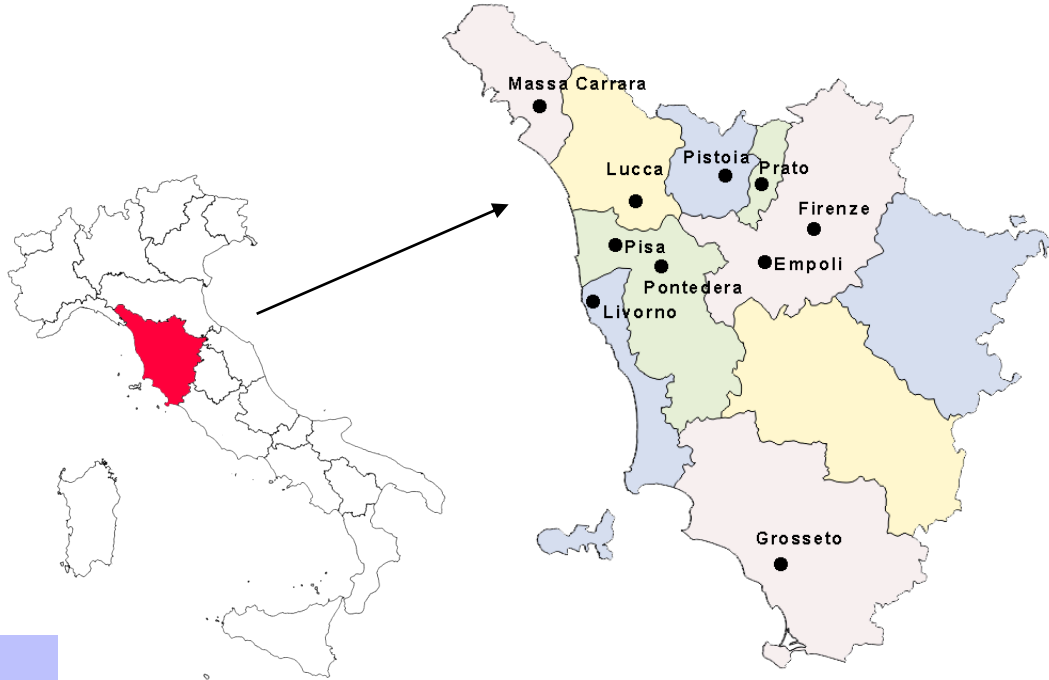 Massa Carrara
Pistoia
Prato
Lucca
Firenze
Pisa
Empoli
Pontedera
Livorno
Grosseto